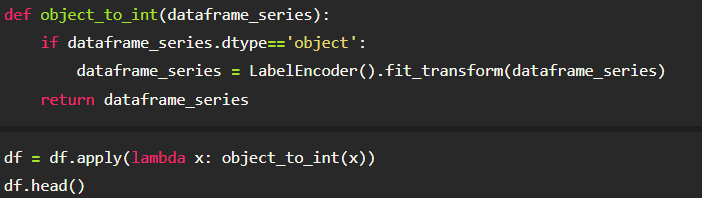 def object_to_int(dataframe_series):
    if dataframe_series.dtype=='object':
        dataframe_series = LabelEncoder().fit_transform(dataframe_series)
    return dataframe_series
df = df.apply(lambda x: object_to_int(x))
df.head()